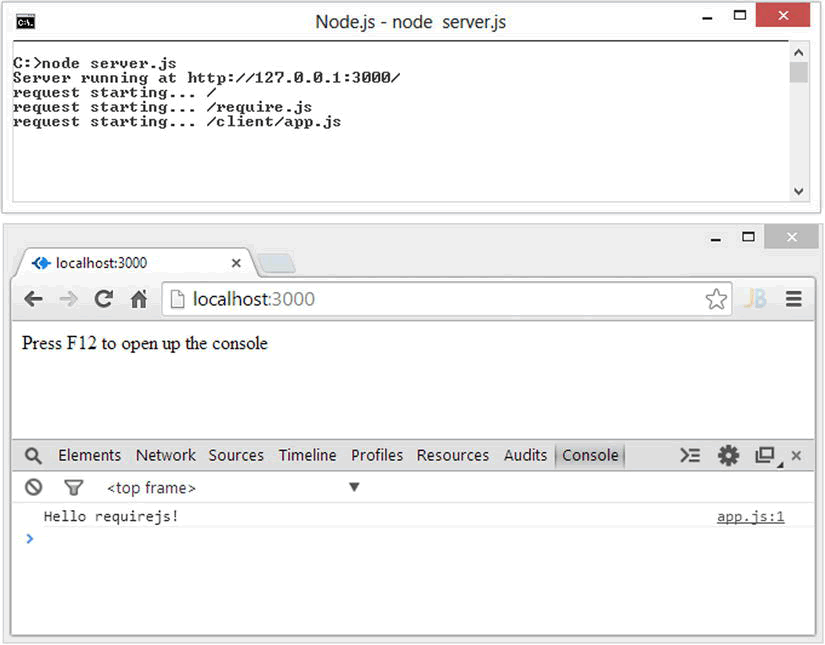 Node.js - node server.js
C:>node server.js
Server running at http://127.0.0.1:3000/
request starting... /
request starting... /require.js
request starting... /client/app.js
localhost:3000
localhost:3000
JB
Press F12 to open up the console
Elements Network Sources Timeline Profiles Resources Audits Console
<top frame>
Hello requirejs! app.js:1